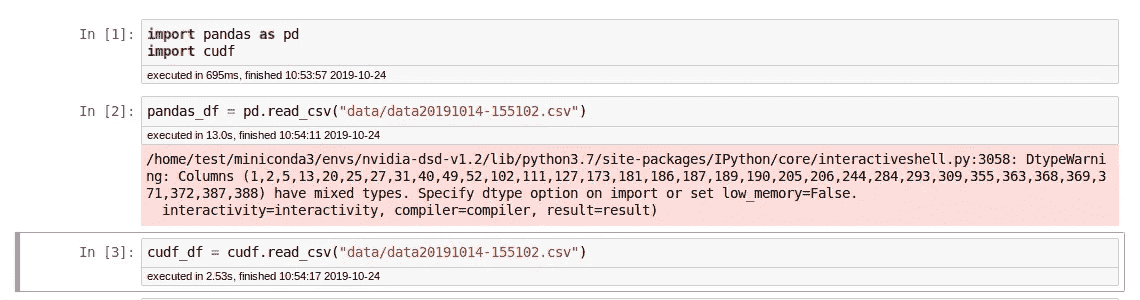 In [1]: import pandas as pd
import cudf
executed in 695ms, finished 10:53:57 2019-10-24
In [2]: pandas_df = pd.read_csv("data/data20191014-155102.csv")
executed in 13.0s, finished 10:54:11 2019-10-24
/home/test/miniconda3/envs/nvidia-dsd-v1.2/lib/python3.7/site-packages/IPython/core/interactiveshell.py:3058: DtypeWarni
ng: Columns (1,2,5,13,20,25,27,31,40,49,52,102,111,127,173,181,186,187,189,190,205,206,244,284,293,309,355,363,368,369,3
71,372,387,388) have mixed types. Specify dtype option on import or set low_memory=False.
interactivity=interactivity, compiler=compiler, result=result)
In [3]: cudf_df = cudf.read_csv("data/data20191014-155102.csv")
executed in 2.53s, finished 10:54:17 2019-10-24